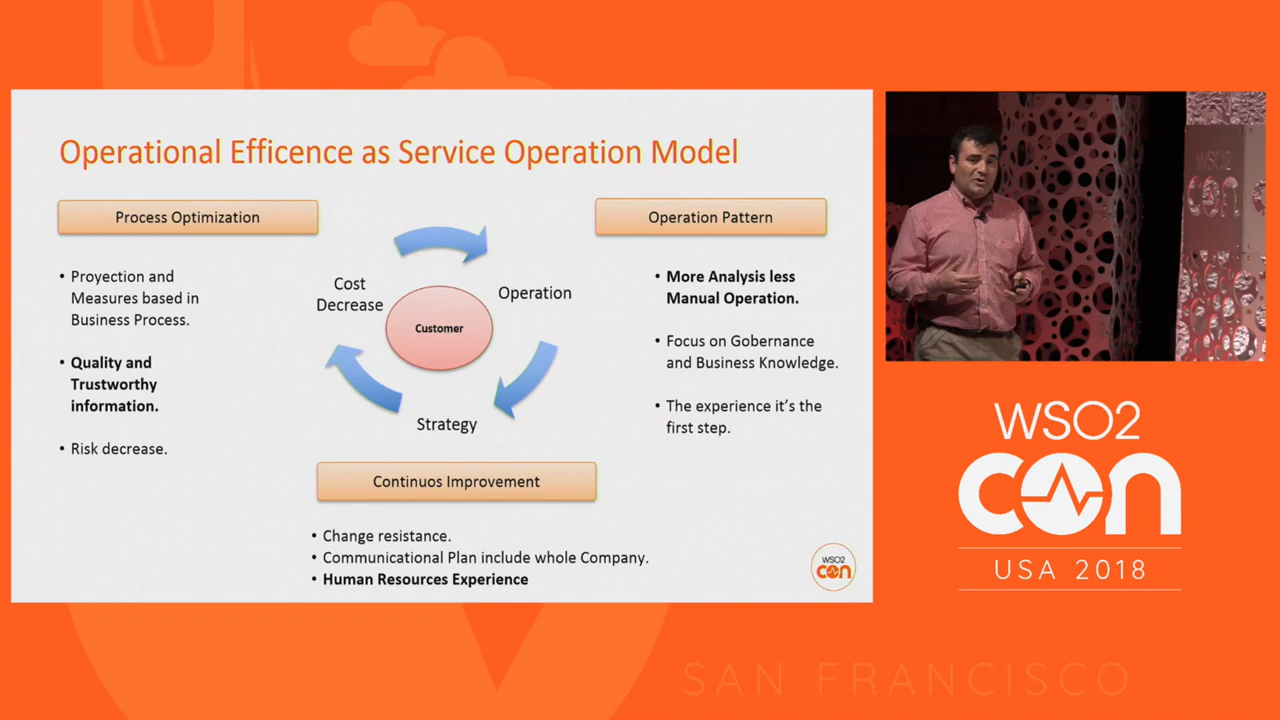 Operational Efficence as Service Operation Model
Process Optimization
• Proyection and
Measures based in
Business Process.
• Quality and
Trustworthy
information.
• Risk decrease.
Cost
Decrease
Customer
Operation
Strategy
Operation Pattern
• More Analysis less
Manual Operation.
• Focus on Gobernance
and Business Knowledge.
• The experience it's the
first step.
Continuos Improvement
• Change resistance.
• Communicational Plan include whole Company.
• Human Resources Experience
WSO2
con
WSO2
con
WSO2
con
USA 2018
SAN FRANCISCO